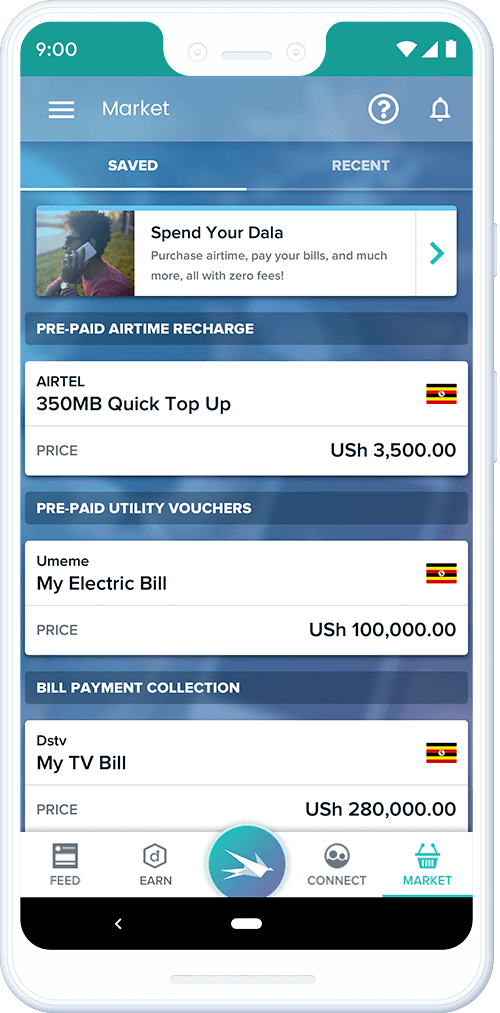 9:00
Market
SAVED
RECENT
Spend Your Dala
Purchase airtime, pay your bills, and much
more, all with zero fees!
PRE-PAID AIRTIME RECHARGE
AIRTEL
350MB Quick Top Up
PRICE
USh 3,500.00
PRE-PAID UTILITY VOUCHERS
Umeme
My Electric Bill
PRICE
USh 100,000.00
BILL PAYMENT COLLECTION
Dstv
My TV Bill
PRICE
USh 280,000.00
FEED
EARN
CONNECT
MARKET